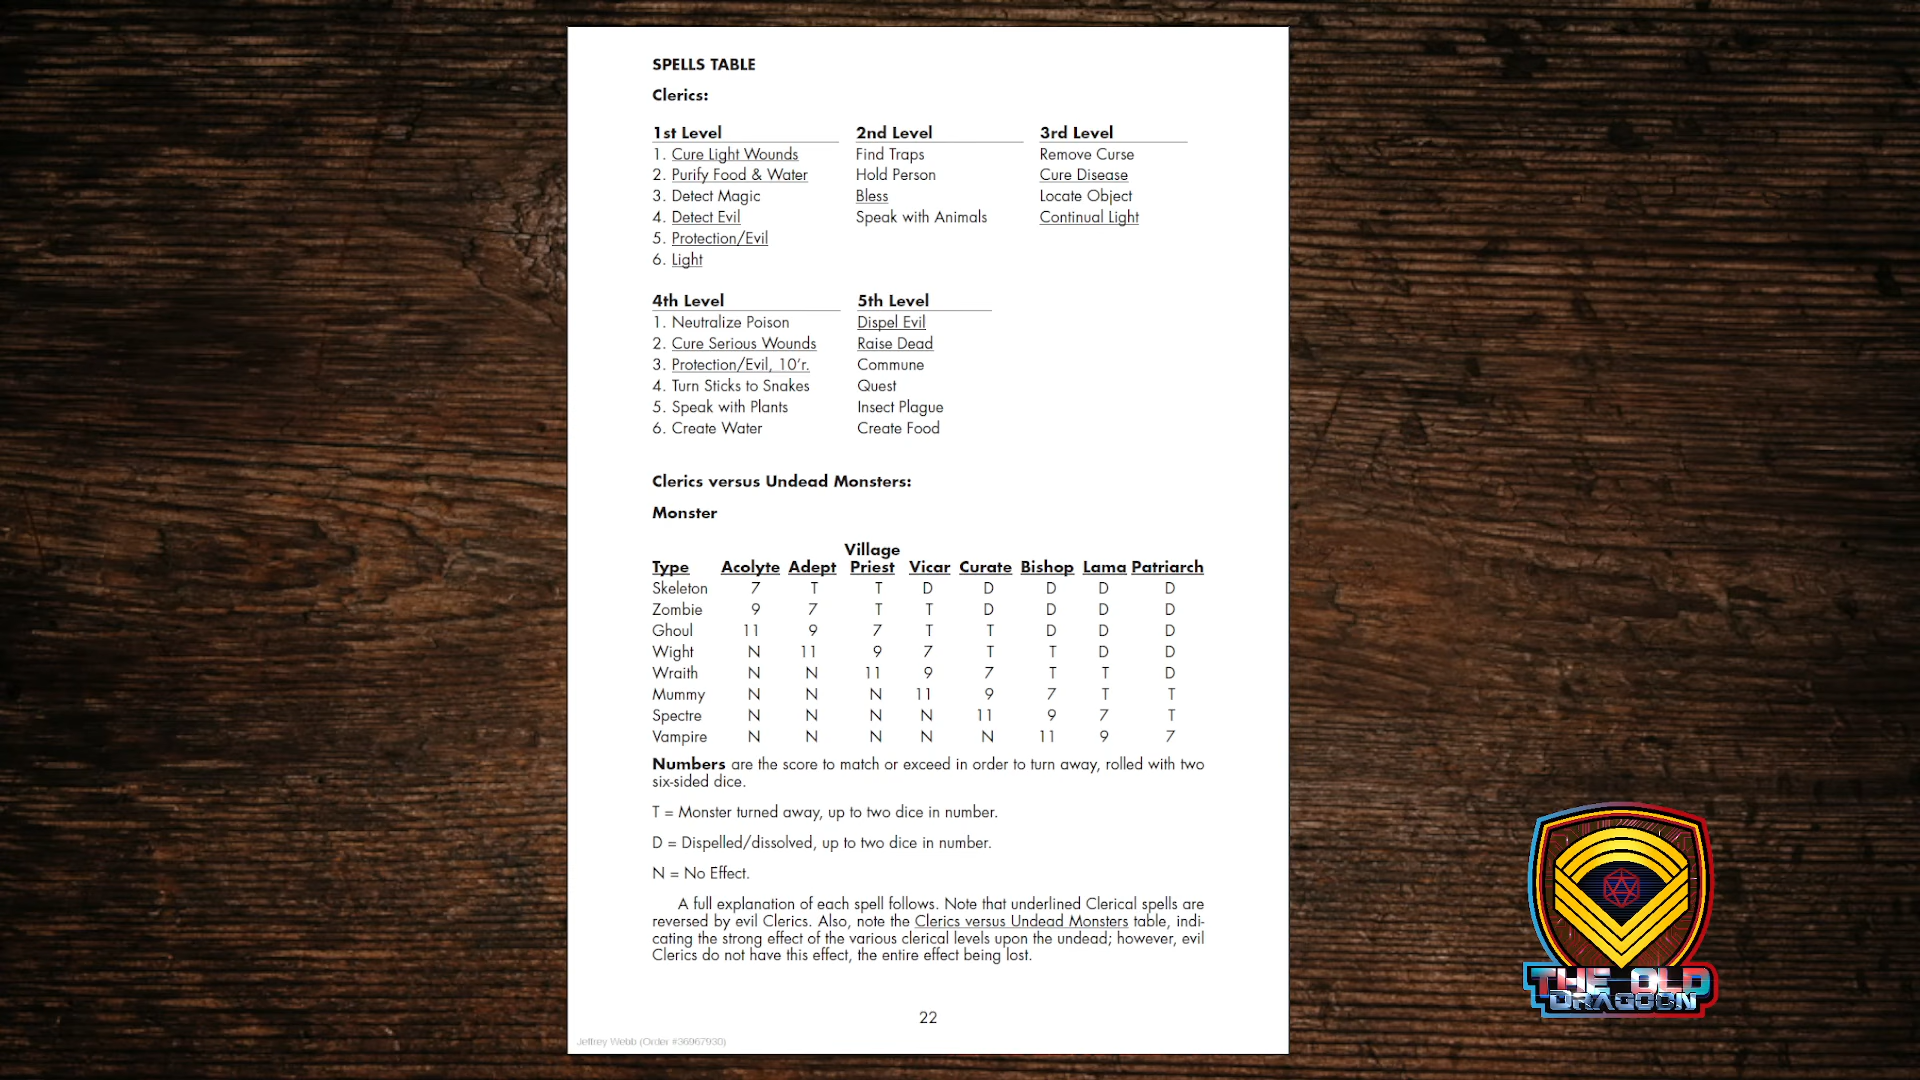 SPELLS TABLE
Clerics:
1st Level 2nd Level 3rd Level
1. Cure Light Wounds Find Traps Remove Curse
2. Purify Food & Water Hold Person Cure Disease
3. Detect Magic Bless Locate Object
4. Detect Evil Speak with Animals Continual Light
5. Protection/Evil
6. Light
4th Level 5th Level
1. Neutralize Poison Dispel Evil
2. Cure Serious Wounds Raise Dead
3. Protection/Evil, 10'r. Commune
4. Turn Sticks to Snakes Quest
5. Speak with Plants Insect Plague
6. Create Water Create Food
Clerics versus Undead Monsters:
Monster
Village
Type Acolyte Adept Priest Vicar Curate Bishop Lama Patriarch
Skeleton 7 T T D D D D D
Zombie 9 7 T T D D D D
Ghoul 11 9 7 T T D D D
Wight N 11 9 7 T T D D
Wraith N N 11 9 7 T T D
Mummy N N N 11 9 7 T T
Spectre N N N N 11 9 7 T
Vampire N N N N N 11 9 7
Numbers are the score to match or exceed in order to turn away, rolled with two
six-sided dice.
T = Monster turned away, up to two dice in number.
D = Dispelled/dissolved, up to two dice in number.
N = No Effect.
A full explanation of each spell follows. Note that underlined Clerical spells are
reversed by evil Clerics. Also, note the Clerics versus Undead Monsters table, indi-
cating the strong effect of the various clerical levels upon the undead; however, evil
Clerics do not have this effect, the entire effect being lost.
22
Jeffrey Webb (Order #36967930)
THE OLD
DRAGOON